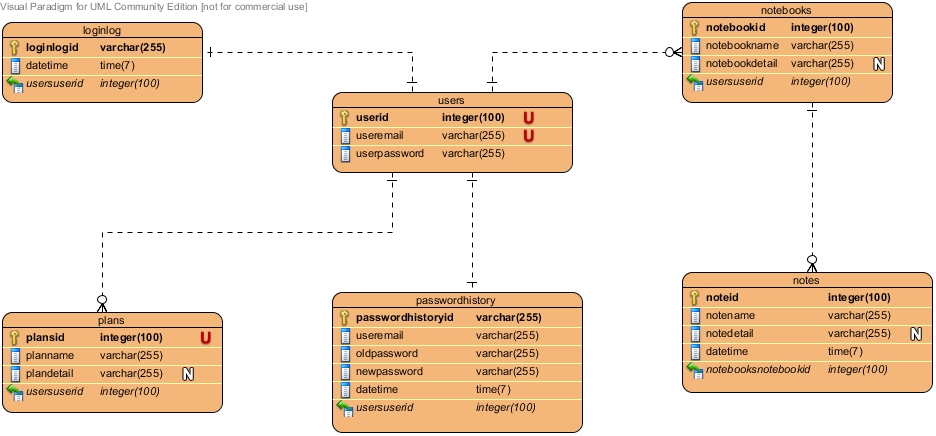 Visual Paradigm for UML Community Edition [not for commercial use]
loginlog
loginlogid varchar(255)
datetime time(7)
usersuserid integer(100)
notebooks
notebookid integer(100)
notebookname varchar(255)
notebookdetail varchar(255) N
usersuserid integer(100)
users
userid integer(100) U
useremail varchar(255) U
userpassword varchar(255)
plans
plansid integer(100) U
planname varchar(255)
plandetail varchar(255) N
usersuserid integer(100)
passwordhistory
passwordhistoryid varchar(255)
useremail varchar(255)
oldpassword varchar(255)
newpassword varchar(255)
datetime time(7)
usersuserid integer(100)
notes
noteid integer(100)
notename varchar(255)
notedetail varchar(255) N
datetime time(7)
notebooksnotebookid integer(100)